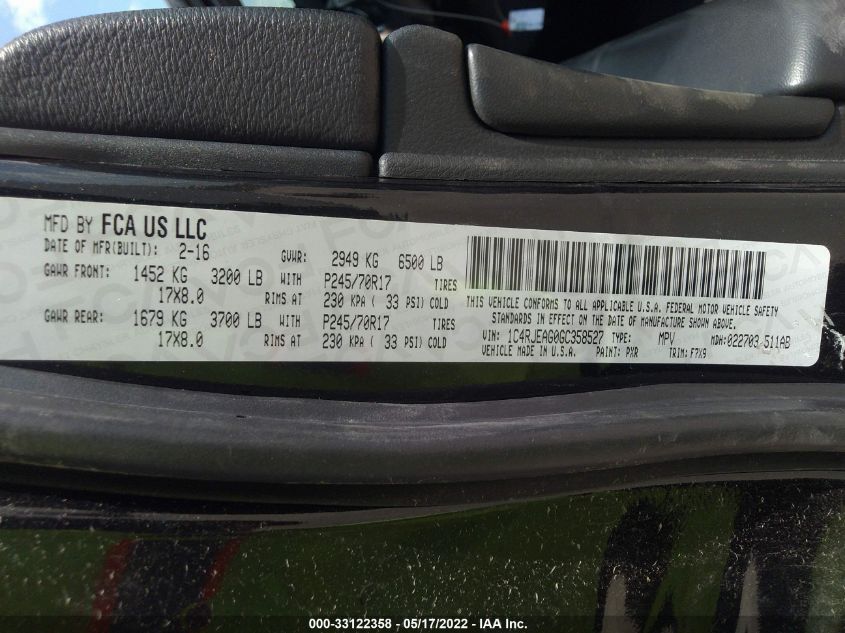 MFD BY FCA US LLC
DATE OF MFR(BUILT): 2-16 GVWR: 2949 KG 6500 LB
GAWR FRONT: 1452 KG 3200 LB WITH P245/70R17 TIRES
17X8.0 RIMS AT 230 KPA ( 33 PSI) COLD
GAWR REAR: 1679 KG 3700 LB WITH P245/70R17 TIRES
17X8.0 RIMS AT 230 KPA ( 33 PSI) COLD
THIS VEHICLE CONFORMS TO ALL APPLICABLE U.S.A. FEDERAL MOTOR VEHICLE SAFETY
STANDARDS IN EFFECT ON THE DATE OF MANUFACTURE SHOWN ABOVE.
VIN: 1C4RJEAG0GC358527 TYPE: MPV MDH:022703 511AB
VEHICLE MADE IN U.S.A. PAINT: PXR TRIM: F7X9
000-33122358 - 05/17/2022 - IAA Inc.